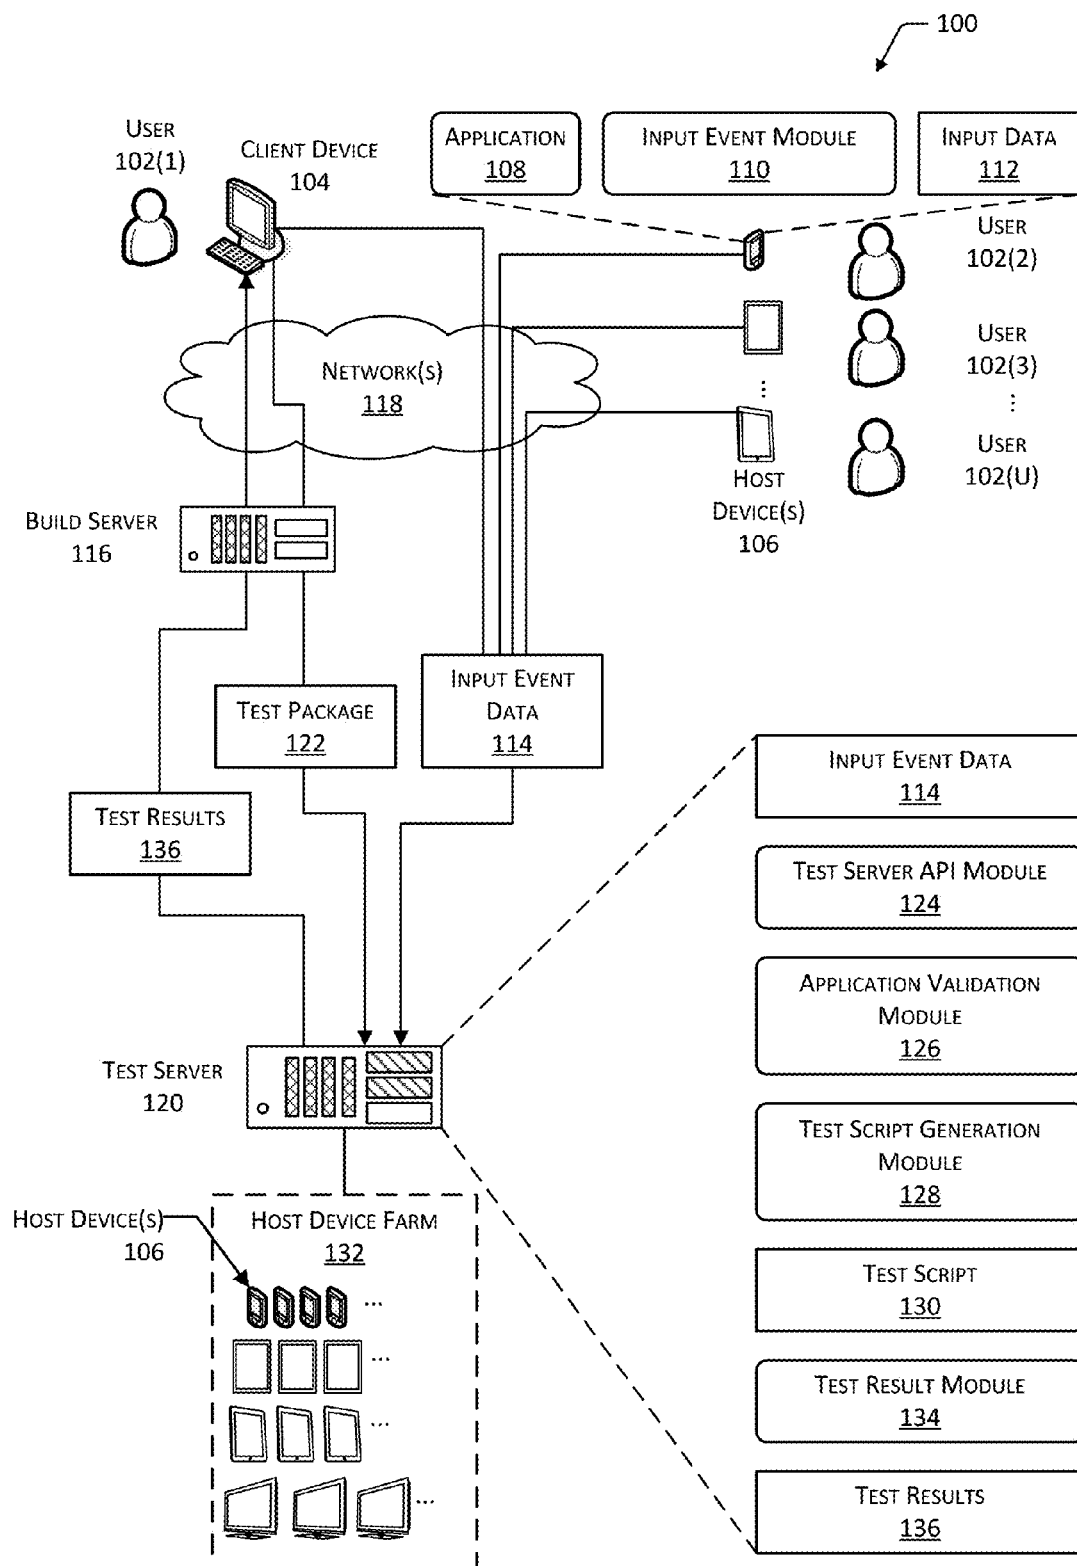 100
USER
102(1)
CLIENT DEVICE
104
APPLICATION
108
INPUT EVENT MODULE
110
INPUT DATA
112
USER
102(2)
USER
102(3)
...
USER
102(U)
...
HOST
DEVICE(S)
106
NETWORK(S)
118
BUILD SERVER
116
TEST PACKAGE
122
INPUT EVENT
DATA
114
TEST RESULTS
136
TEST SERVER
120
HOST DEVICE(S)
106
HOST DEVICE FARM
132
...
...
...
...
INPUT EVENT DATA
114
TEST SERVER API MODULE
124
APPLICATION VALIDATION
MODULE
126
TEST SCRIPT GENERATION
MODULE
128
TEST SCRIPT
130
TEST RESULT MODULE
134
TEST RESULTS
136